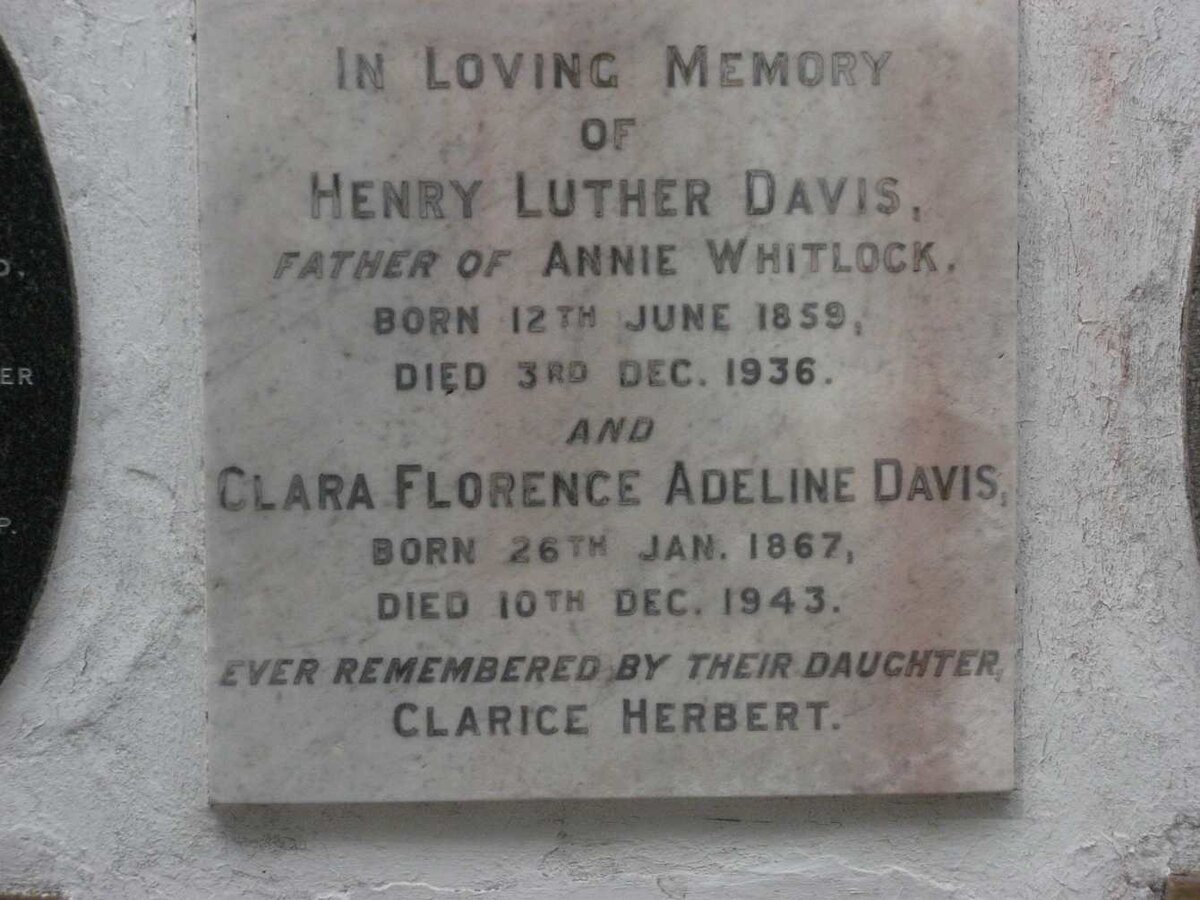 IN LOVING MEMORY
OF
HENRY LUTHER DAVIS,
FATHER OF ANNIE WHITLOCK.
BORN 12TH JUNE 1859,
DIED 3RD DEC. 1936.
AND
CLARA FLORENCE ADELINE DAVIS,
BORN 26TH JAN. 1867,
DIED 10TH DEC. 1943.
EVER REMEMBERED BY THEIR DAUGHTER,
CLARICE HERBERT.
ER
P.